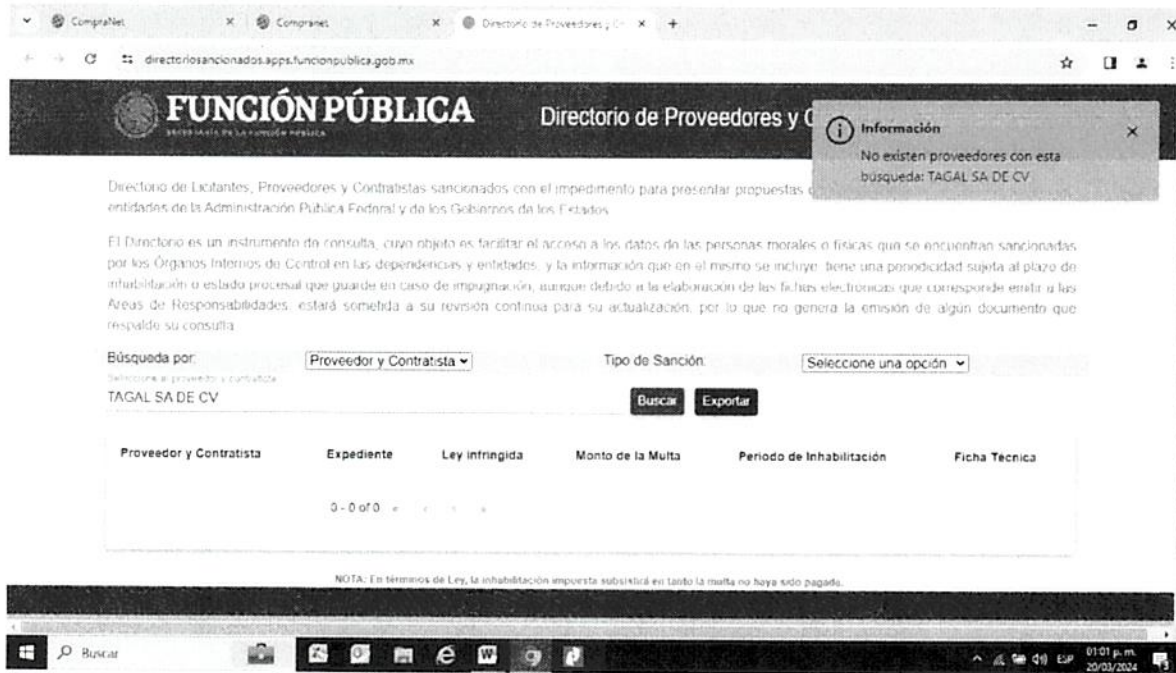 CompraNet
Compranet
Directorio de Proveedores y C
directoriosancionados.apps.funcionpublica.gob.mx
FUNCIÓN PÚBLICA
SECRETARÍA DE LA FUNCIÓN PÚBLICA
Directorio de Proveedores y C
Información
No existen proveedores con esta
búsqueda: TAGAL SA DE CV
Directorio de Licitantes, Proveedores y Contratistas sancionados con el impedimento para presentar propuestas
entidades de la Administración Pública Federal y de los Gobiernos de los Estados
El Directorio es un instrumento de consulta, cuyo objeto es facilitar el acceso a los datos de las personas morales o físicas que se encuentran sancionadas
por los Órganos Internos de Control en las dependencias y entidades, y la información que en el mismo se incluye, tiene una periodicidad sujeta al plazo de
inhabilitación o estado procesal que guarde en caso de impugnación, aunque debido a la elaboración de las fichas electrónicas que corresponde emitir a las
Áreas de Responsabilidades, estará sometida a su revisión continua para su actualización, por lo que no genera la emisión de algún documento que
respalde su consulta
Búsqueda por: Proveedor y Contratista Tipo de Sanción: Seleccione una opción
Seleccione al proveedor y contratista
TAGAL SA DE CV Buscar Exportar
Proveedor y Contratista Expediente Ley infringida Monto de la Multa Periodo de Inhabilitación Ficha Técnica
0 - 0 of 0
NOTA: En términos de Ley, la inhabilitación impuesta subsistirá en tanto la multa no haya sido pagada.
Buscar ESP 01:01 p. m.
20/03/2024